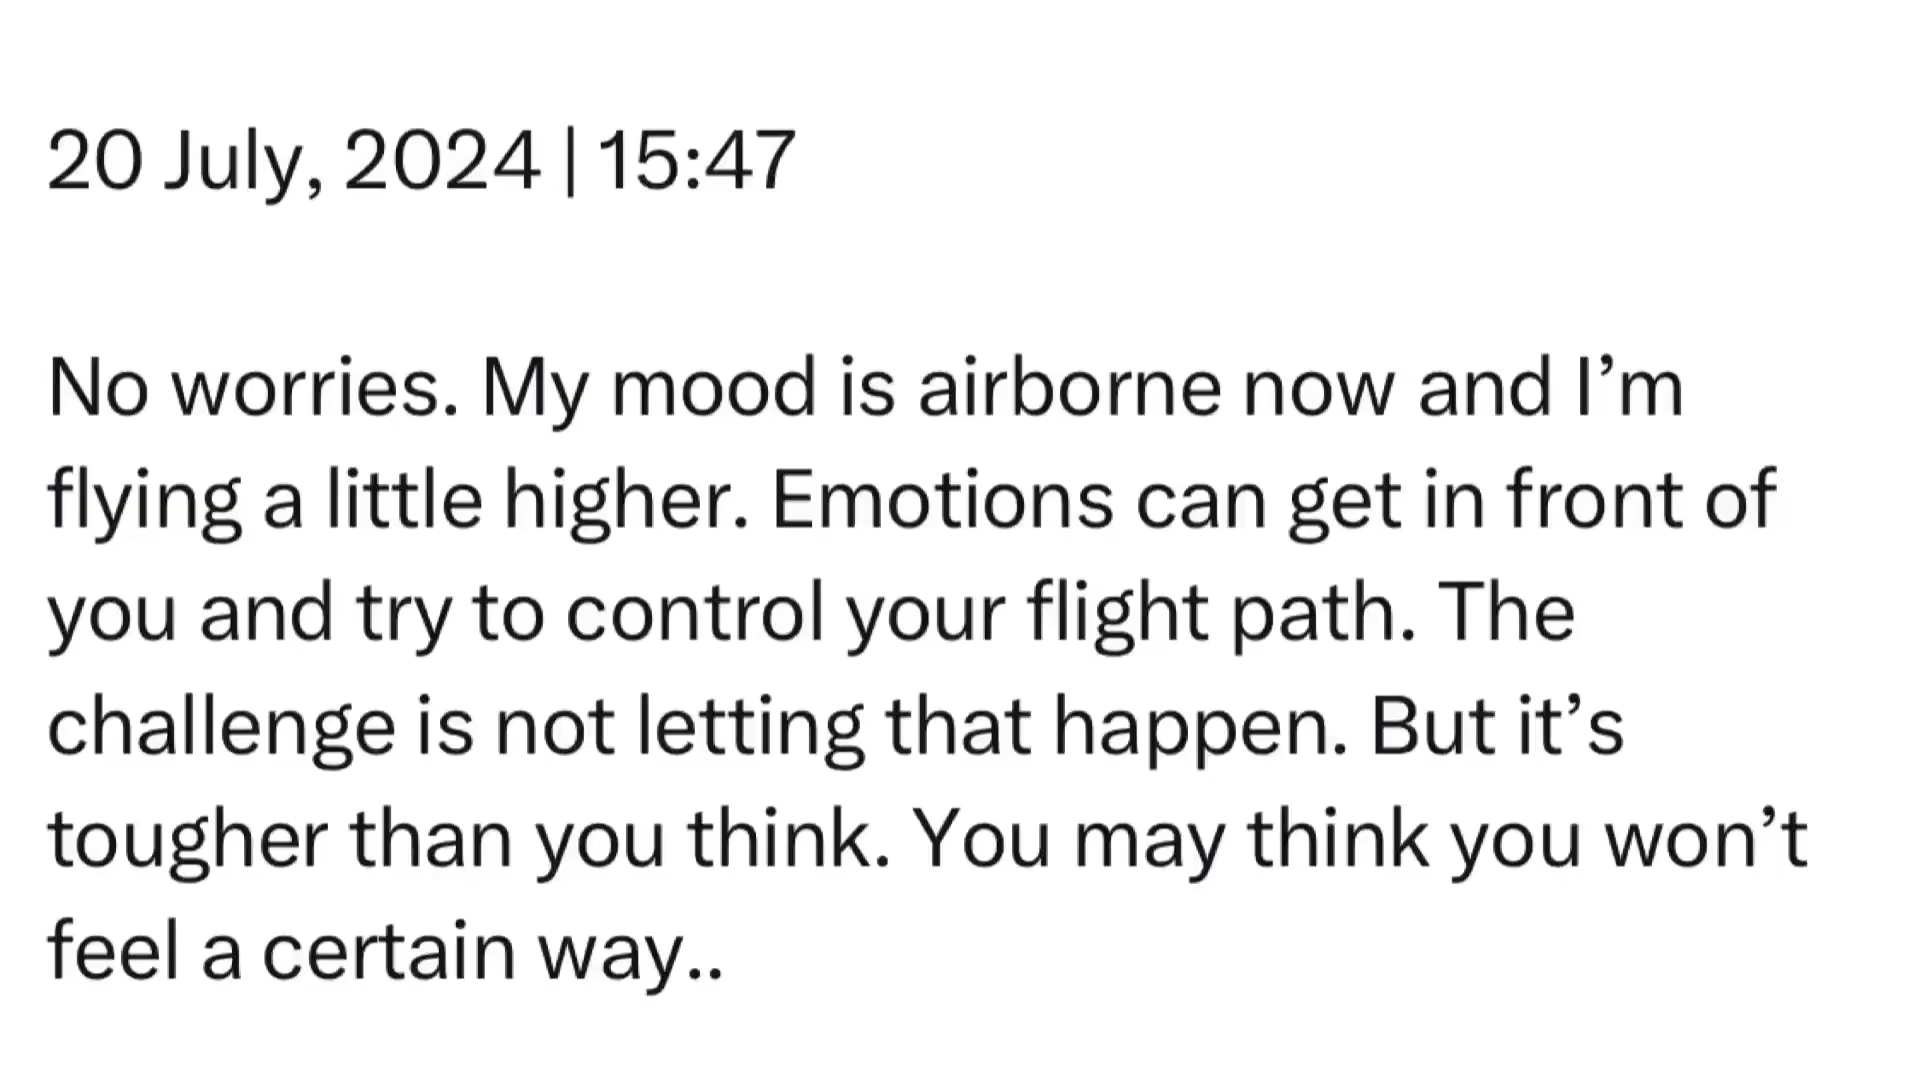 20 July, 2024 | 15:47
No worries. My mood is airborne now and I’m
flying a little higher. Emotions can get in front of
you and try to control your flight path. The
challenge is not letting that happen. But it’s
tougher than you think. You may think you won’t
feel a certain way..